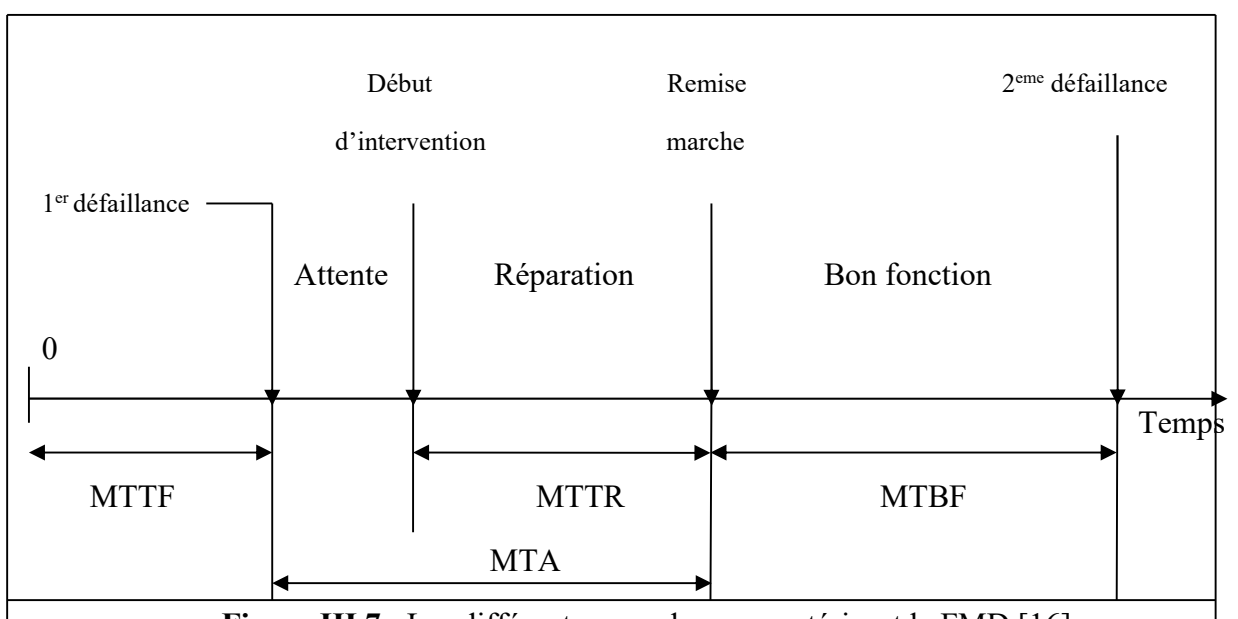 Début
d’intervention
Remise
marche
2eme défaillance
1er défaillance
Attente
Réparation
Bon fonction
0
Temps
MTTF
MTTR
MTBF
MTA